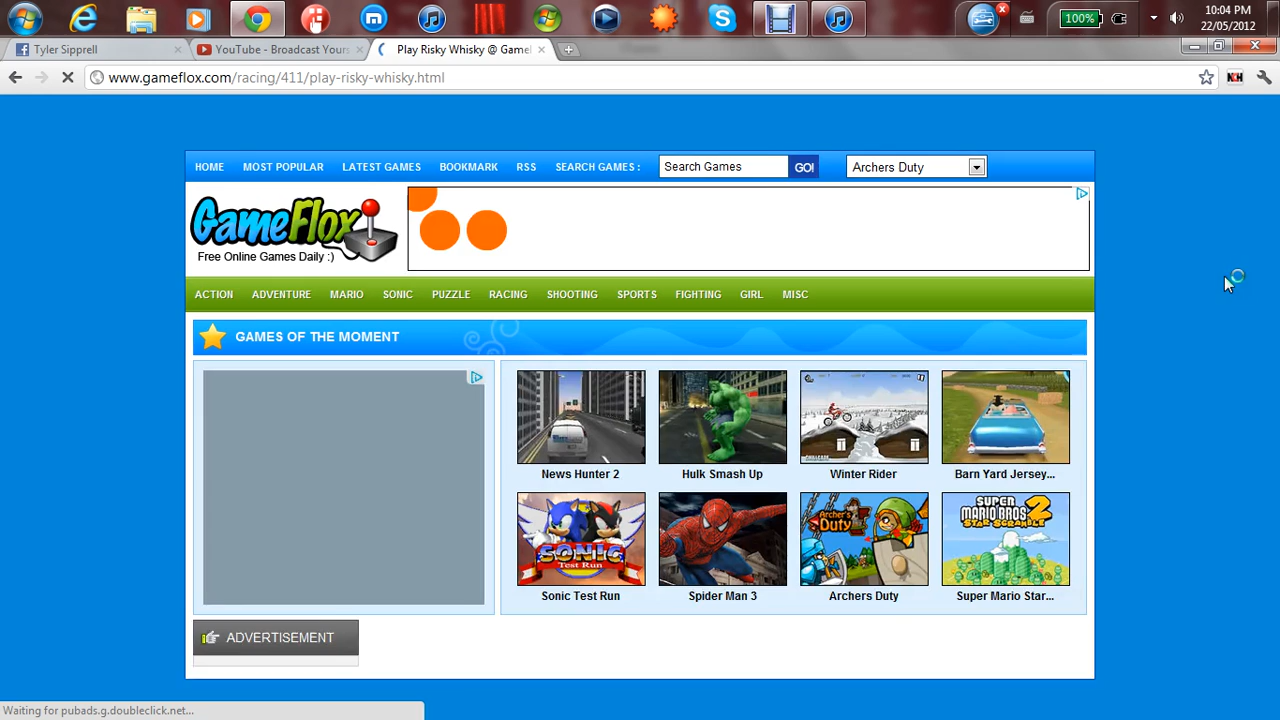 10:04 PM
100%
22/05/2012
Tyler Sipprell
YouTube - Broadcast Yours
Play Risky Whisky @ Gamel
www.gameflox.com/racing/411/play-risky-whisky.html
HOME MOST POPULAR LATEST GAMES BOOKMARK RSS SEARCH GAMES : Search Games GO! Archers Duty
GameFlox
Free Online Games Daily :)
ACTION ADVENTURE MARIO SONIC PUZZLE RACING SHOOTING SPORTS FIGHTING GIRL MISC
GAMES OF THE MOMENT
News Hunter 2 Hulk Smash Up Winter Rider Barn Yard Jersey...
SONIC
Test Run
Archer's
Duty
SUPER
MARIO BROS
STAR SCRAMBLE 2
Sonic Test Run Spider Man 3 Archers Duty Super Mario Star...
ADVERTISEMENT
Waiting for pubads.g.doubleclick.net...